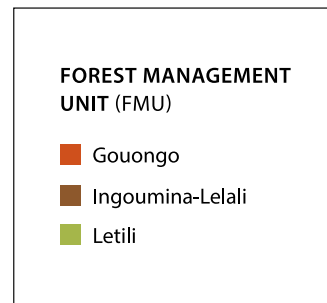 FOREST MANAGEMENT
UNIT (FMU)
Gouongo
Ingoumina-Lelali
Letili